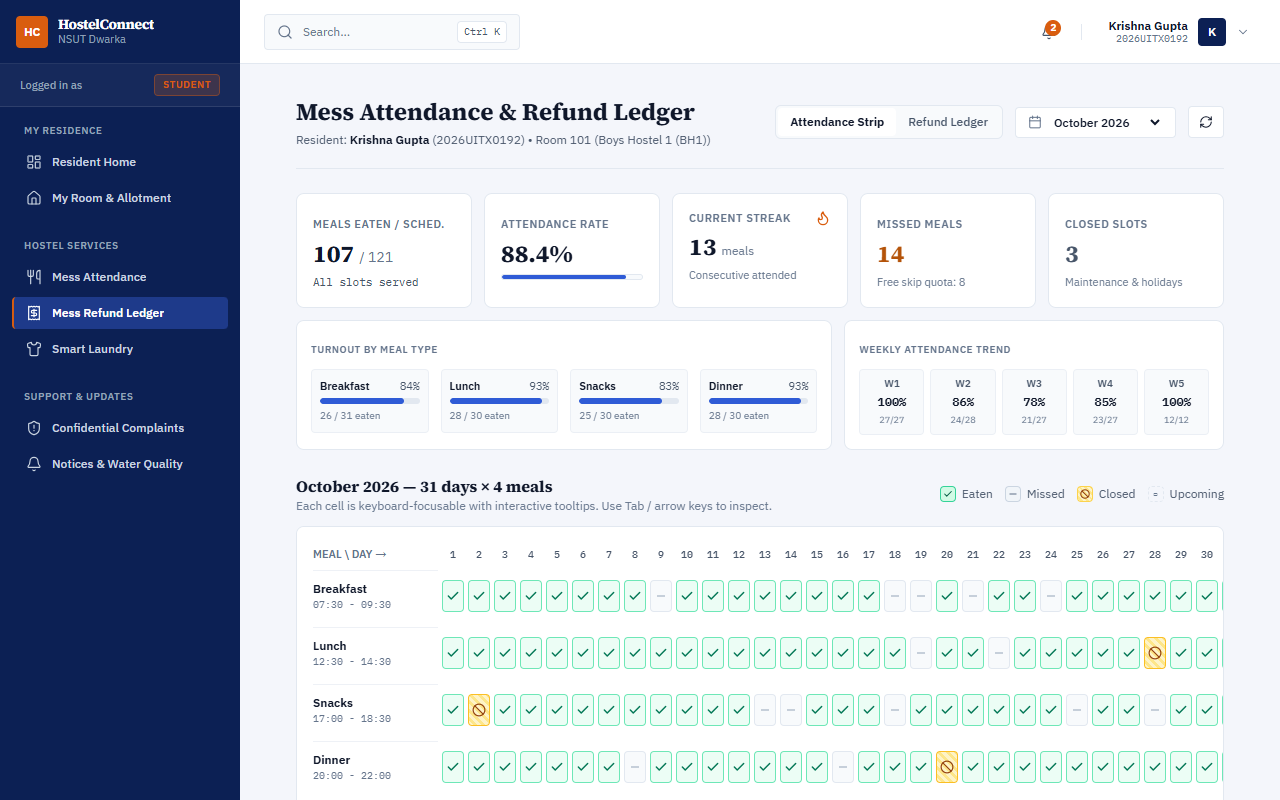 HC
HostelConnect
NSUT Dwarka
Logged in as
STUDENT
MY RESIDENCE
Resident Home
My Room & Allotment
HOSTEL SERVICES
Mess Attendance
Mess Refund Ledger
Smart Laundry
SUPPORT & UPDATES
Confidential Complaints
Notices & Water Quality
Search...
Ctrl K
2
Krishna Gupta
2026UITX0192
K
Mess Attendance & Refund Ledger
Resident: Krishna Gupta (2026UITX0192) • Room 101 (Boys Hostel 1 (BH1))
Attendance Strip
Refund Ledger
October 2026
MEALS EATEN / SCHED.
107 / 121
All slots served
ATTENDANCE RATE
88.4%
CURRENT STREAK
13 meals
Consecutive attended
MISSED MEALS
14
Free skip quota: 8
CLOSED SLOTS
3
Maintenance & holidays
TURNOUT BY MEAL TYPE
Breakfast 84%
26 / 31 eaten
Lunch 93%
28 / 30 eaten
Snacks 83%
25 / 30 eaten
Dinner 93%
28 / 30 eaten
WEEKLY ATTENDANCE TREND
W1
100%
27/27
W2
86%
24/28
W3
78%
21/27
W4
85%
23/27
W5
100%
12/12
October 2026 — 31 days × 4 meals
Each cell is keyboard-focusable with interactive tooltips. Use Tab / arrow keys to inspect.
Eaten
Missed
Closed
Upcoming
MEAL \ DAY → 1 2 3 4 5 6 7 8 9 10 11 12 13 14 15 16 17 18 19 20 21 22 23 24 25 26 27 28 29 30
Breakfast
07:30 - 09:30
Lunch
12:30 - 14:30
Snacks
17:00 - 18:30
Dinner
20:00 - 22:00